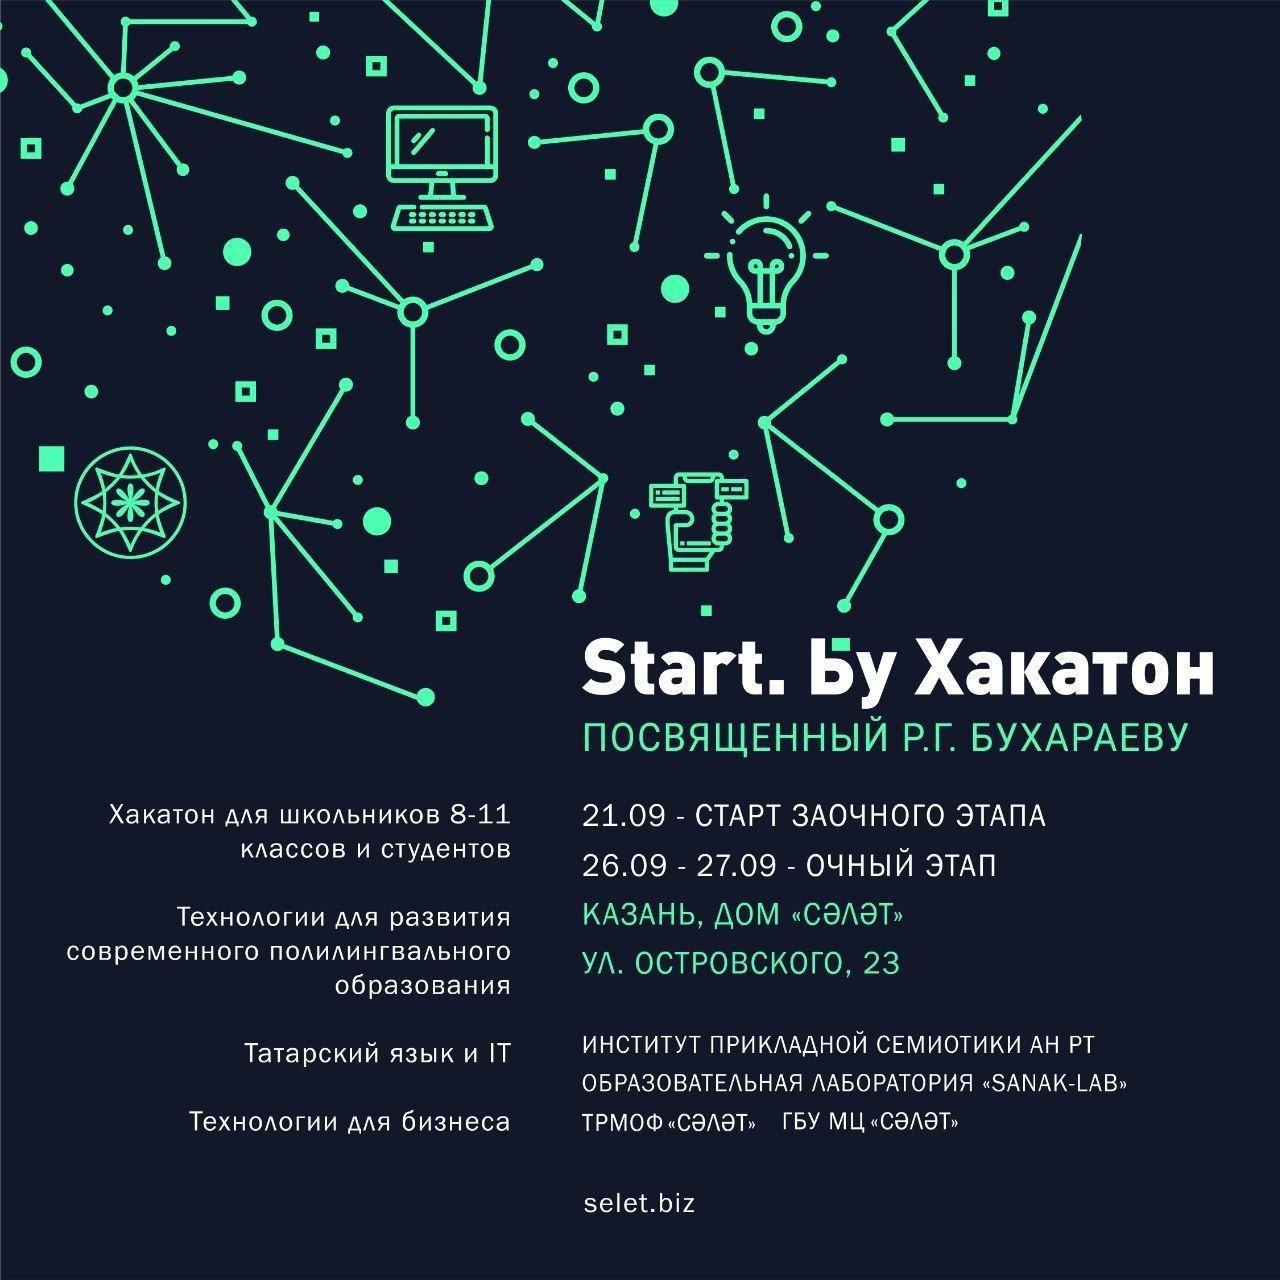 Start. Бу Хакатон
ПОСВЯЩЕННЫЙ Р.Г. БУХАРАЕВУ
Хакатон для школьников 8-11
классов и студентов
Технологии для развития
современного полилингвального
образования
Татарский язык и IT
Технологии для бизнеса
21.09 - СТАРТ ЗАОЧНОГО ЭТАПА
26.09 - 27.09 - ОЧНЫЙ ЭТАП
КАЗАНЬ, ДОМ «СӘЛӘТ»
УЛ. ОСТРОВСКОГО, 23
ИНСТИТУТ ПРИКЛАДНОЙ СЕМИОТИКИ АН РТ
ОБРАЗОВАТЕЛЬНАЯ ЛАБОРАТОРИЯ «SANAK-LAB»
ТРМОФ «СӘЛӘТ» ГБУ МЦ «СӘЛӘТ»
selet.biz